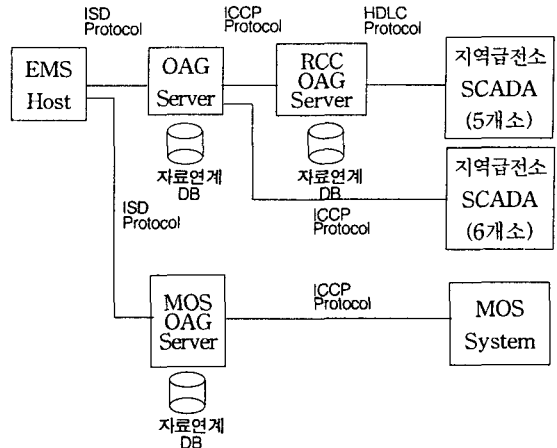 ISD
Protocol
ICCP
Protocol
HDLC
Protocol
EMS
Host
OAG
Server
RCC
OAG
Server
지역급전소
SCADA
(5개소)
자료연계
DB
자료연계
DB
지역급전소
SCADA
(6개소)
ISD
Protocol
ICCP
Protocol
MOS
OAG
Server
ICCP
Protocol
MOS
System
자료연계
DB